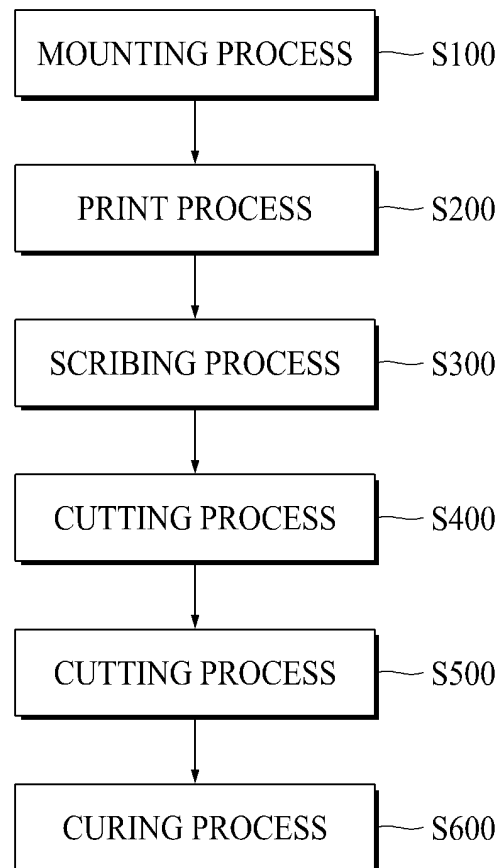 MOUNTING PROCESS S100
PRINT PROCESS S200
SCRIBING PROCESS S300
CUTTING PROCESS S400
CUTTING PROCESS S500
CURING PROCESS S600